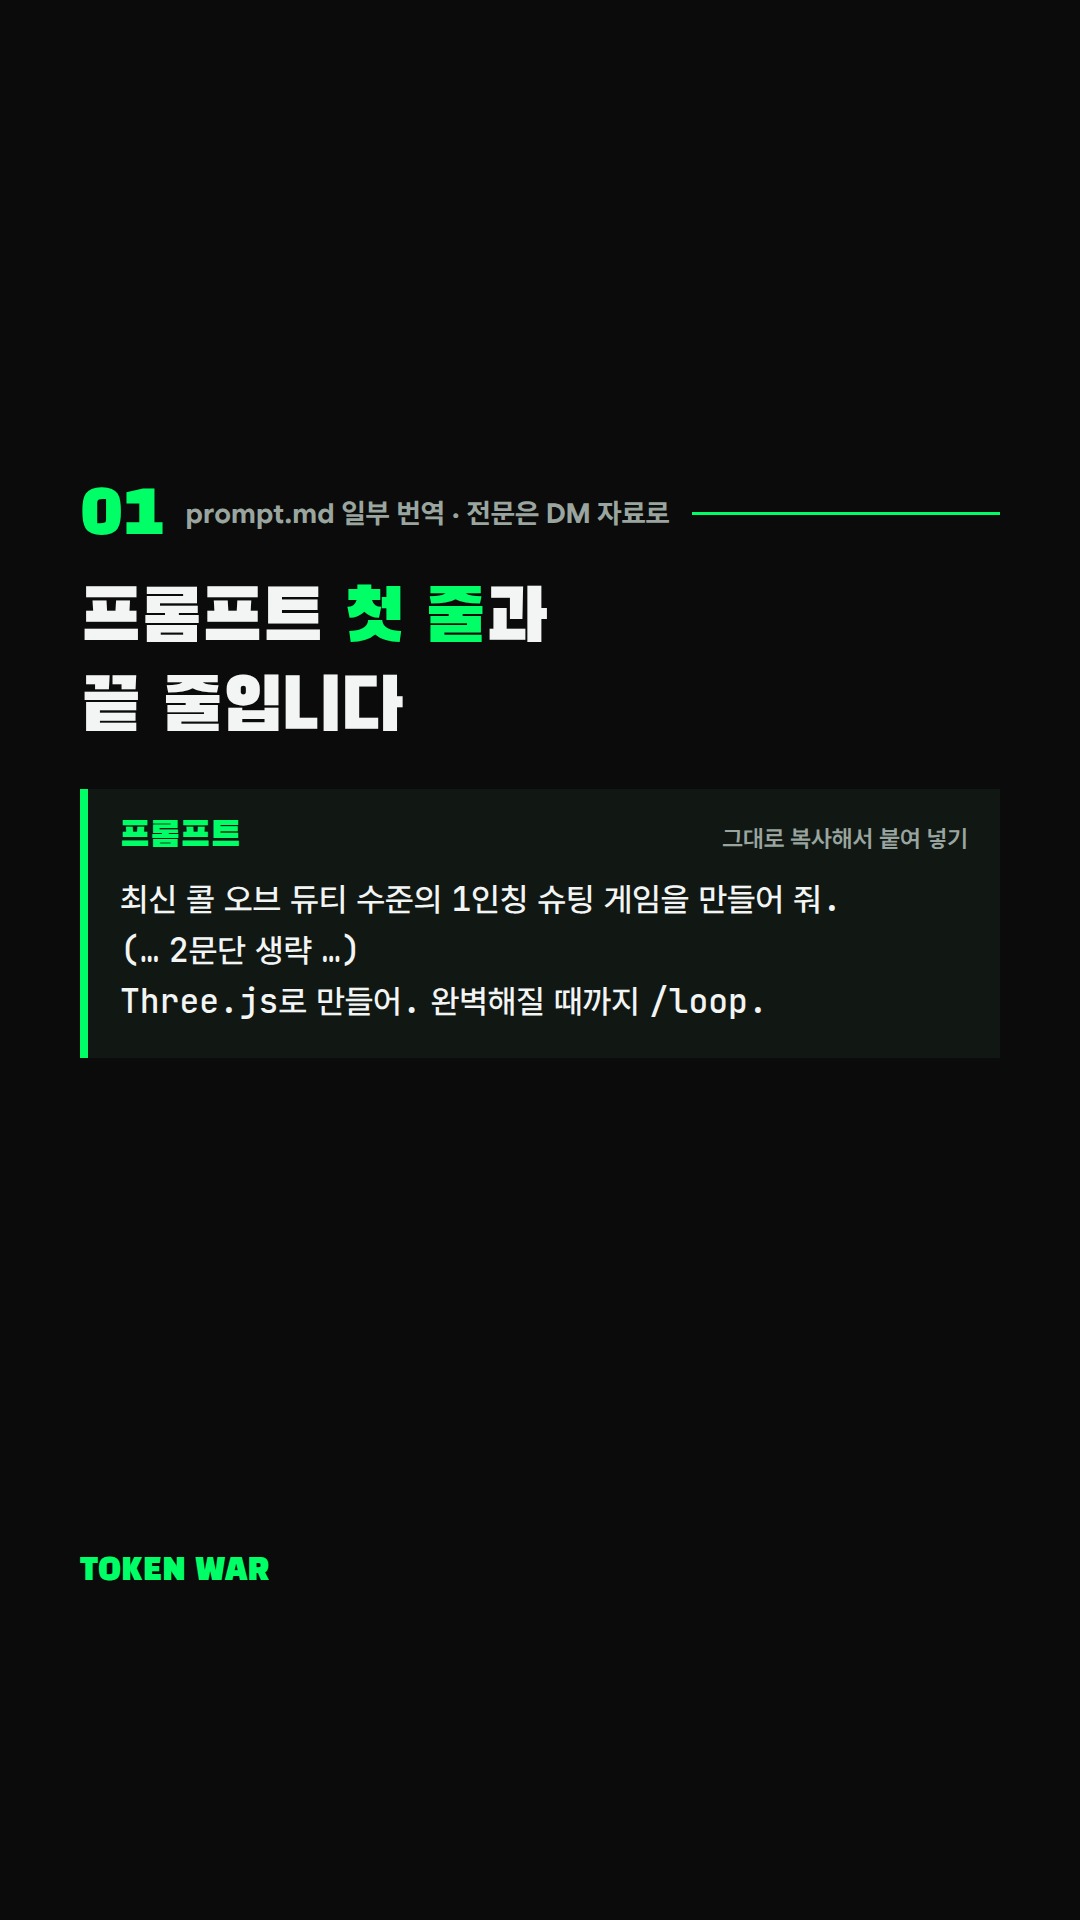 01 prompt.md 일부 번역 · 전문은 DM 자료로
프롬프트 첫 줄과
끝 줄입니다
프롬프트 그대로 복사해서 붙여 넣기
최신 콜 오브 듀티 수준의 1인칭 슈팅 게임을 만들어 줘.
(… 2문단 생략 …)
Three.js로 만들어. 완벽해질 때까지 /loop.
TOKEN WAR